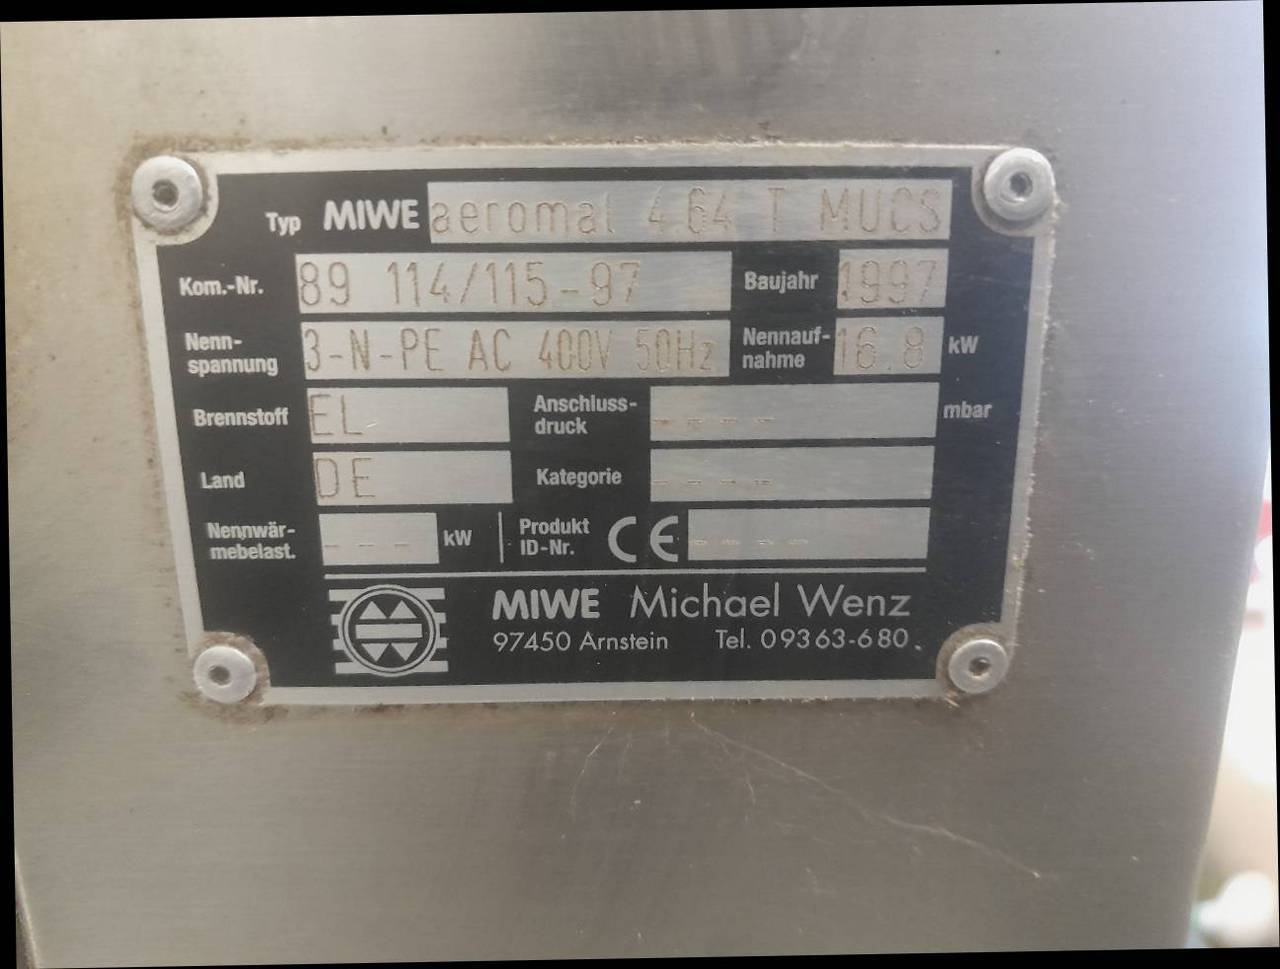 Typ MIWE aeromat 4.64 T MUCS
Kom.-Nr. 89 114/115-97 Baujahr 1997
Nenn-spannung 3-N-PE AC 400V 50Hz Nennauf-nahme 16.8 kW
Brennstoff EL Anschluss-druck ---- mbar
Land DE Kategorie ----
Nennwär-mebelast. --- kW Produkt ID-Nr. CE ----
MIWE Michael Wenz
97450 Arnstein Tel. 09363-680.